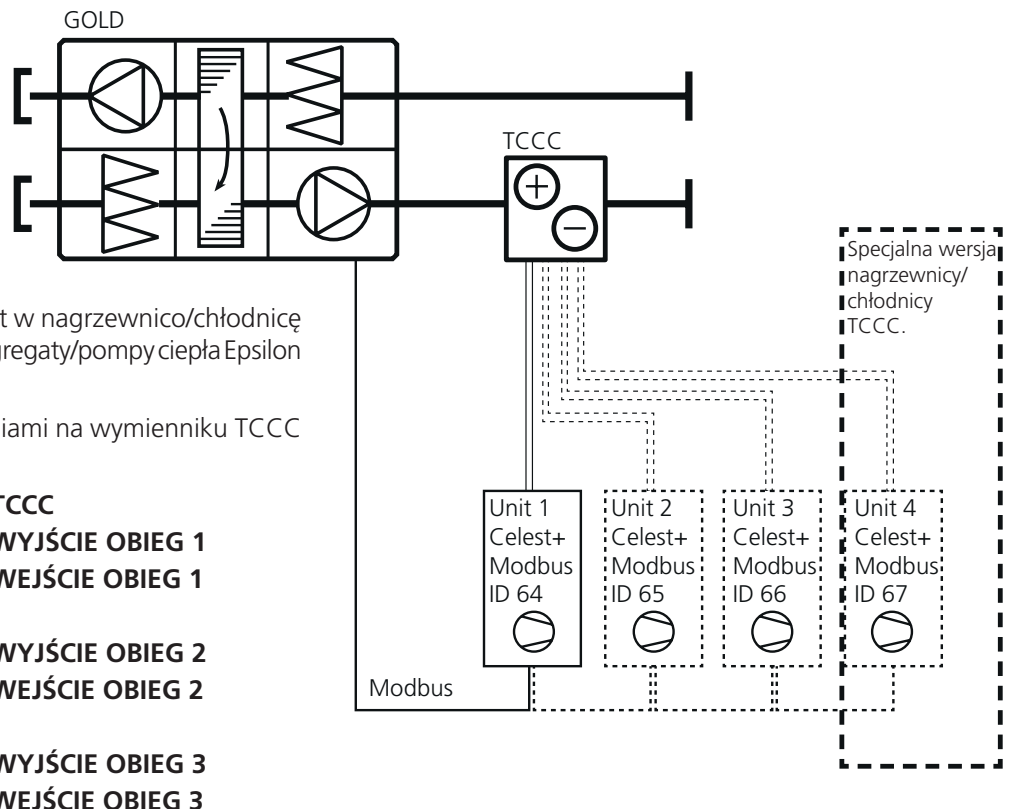 GOLD
TCCC
Specjalna wersja
nagrzewnicy/
chłodnicy
TCCC.
t w nagrzewnico/chłodnicę
gregaty/pompy ciepła Epsilon
iami na wymienniku TCCC
TCCC
WYJŚCIE OBIEG 1
WEJŚCIE OBIEG 1
WYJŚCIE OBIEG 2
WEJŚCIE OBIEG 2
WYJŚCIE OBIEG 3
WEJŚCIE OBIEG 3
Unit 1
Celest+
Modbus
ID 64
Unit 2
Celest+
Modbus
ID 65
Unit 3
Celest+
Modbus
ID 66
Unit 4
Celest+
Modbus
ID 67
Modbus